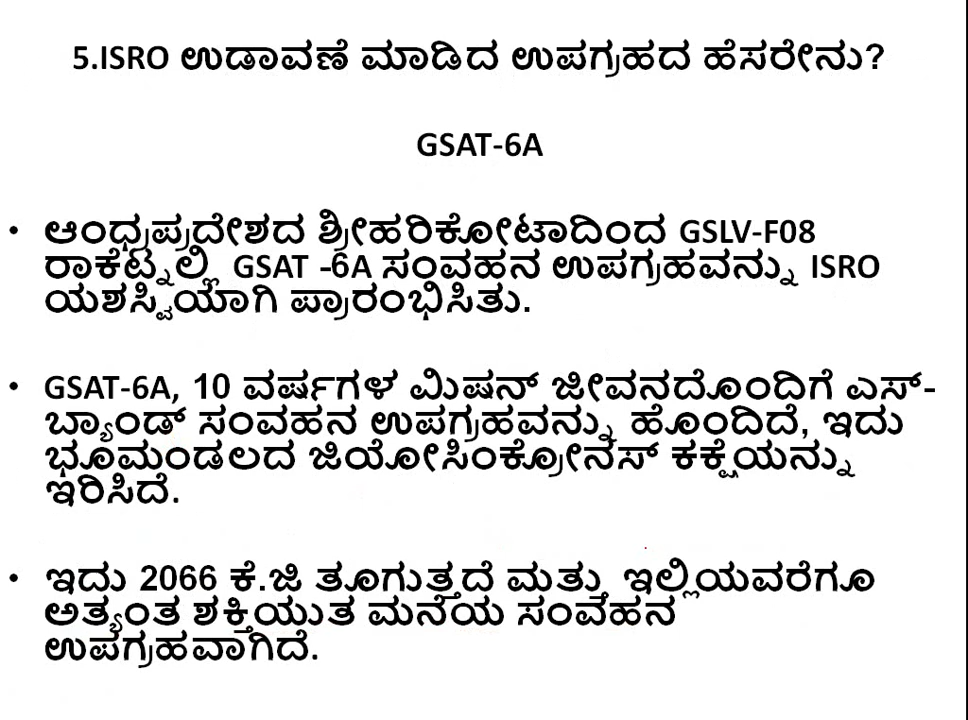 5.ISRO ಉಡಾವಣೆ ಮಾಡಿದ ಉಪಗ್ರಹದ ಹೆಸರೇನು?
GSAT-6A
• ಆಂಧ್ರಪ್ರದೇಶದ ಶ್ರೀಹರಿಕೋಟಾದಿಂದ GSLV-F08
ರಾಕೆಟ್ನಲ್ಲಿ GSAT -6A ಸಂವಹನ ಉಪಗ್ರಹವನ್ನು ISRO
ಯಶಸ್ವಿಯಾಗಿ ಪ್ರಾರಂಭಿಸಿತು.
• GSAT-6A, 10 ವರ್ಷಗಳ ಮಿಷನ್ ಜೀವನದೊಂದಿಗೆ ಎಸ್-
ಬ್ಯಾಂಡ್ ಸಂವಹನ ಉಪಗ್ರಹವನ್ನು ಹೊಂದಿದೆ, ಇದು
ಭೂಮಂಡಲದ ಜಿಯೋಸಿಂಕ್ರೋನಸ್ ಕಕ್ಷೆಯನ್ನು
ಇರಿಸಿದೆ.
• ಇದು 2066 ಕೆ.ಜಿ ತೂಗುತ್ತದೆ ಮತ್ತು ಇಲ್ಲಿಯವರೆಗೂ
ಅತ್ಯಂತ ಶಕ್ತಿಯುತ ಮನೆಯ ಸಂವಹನ
ಉಪಗ್ರಹವಾಗಿದೆ.